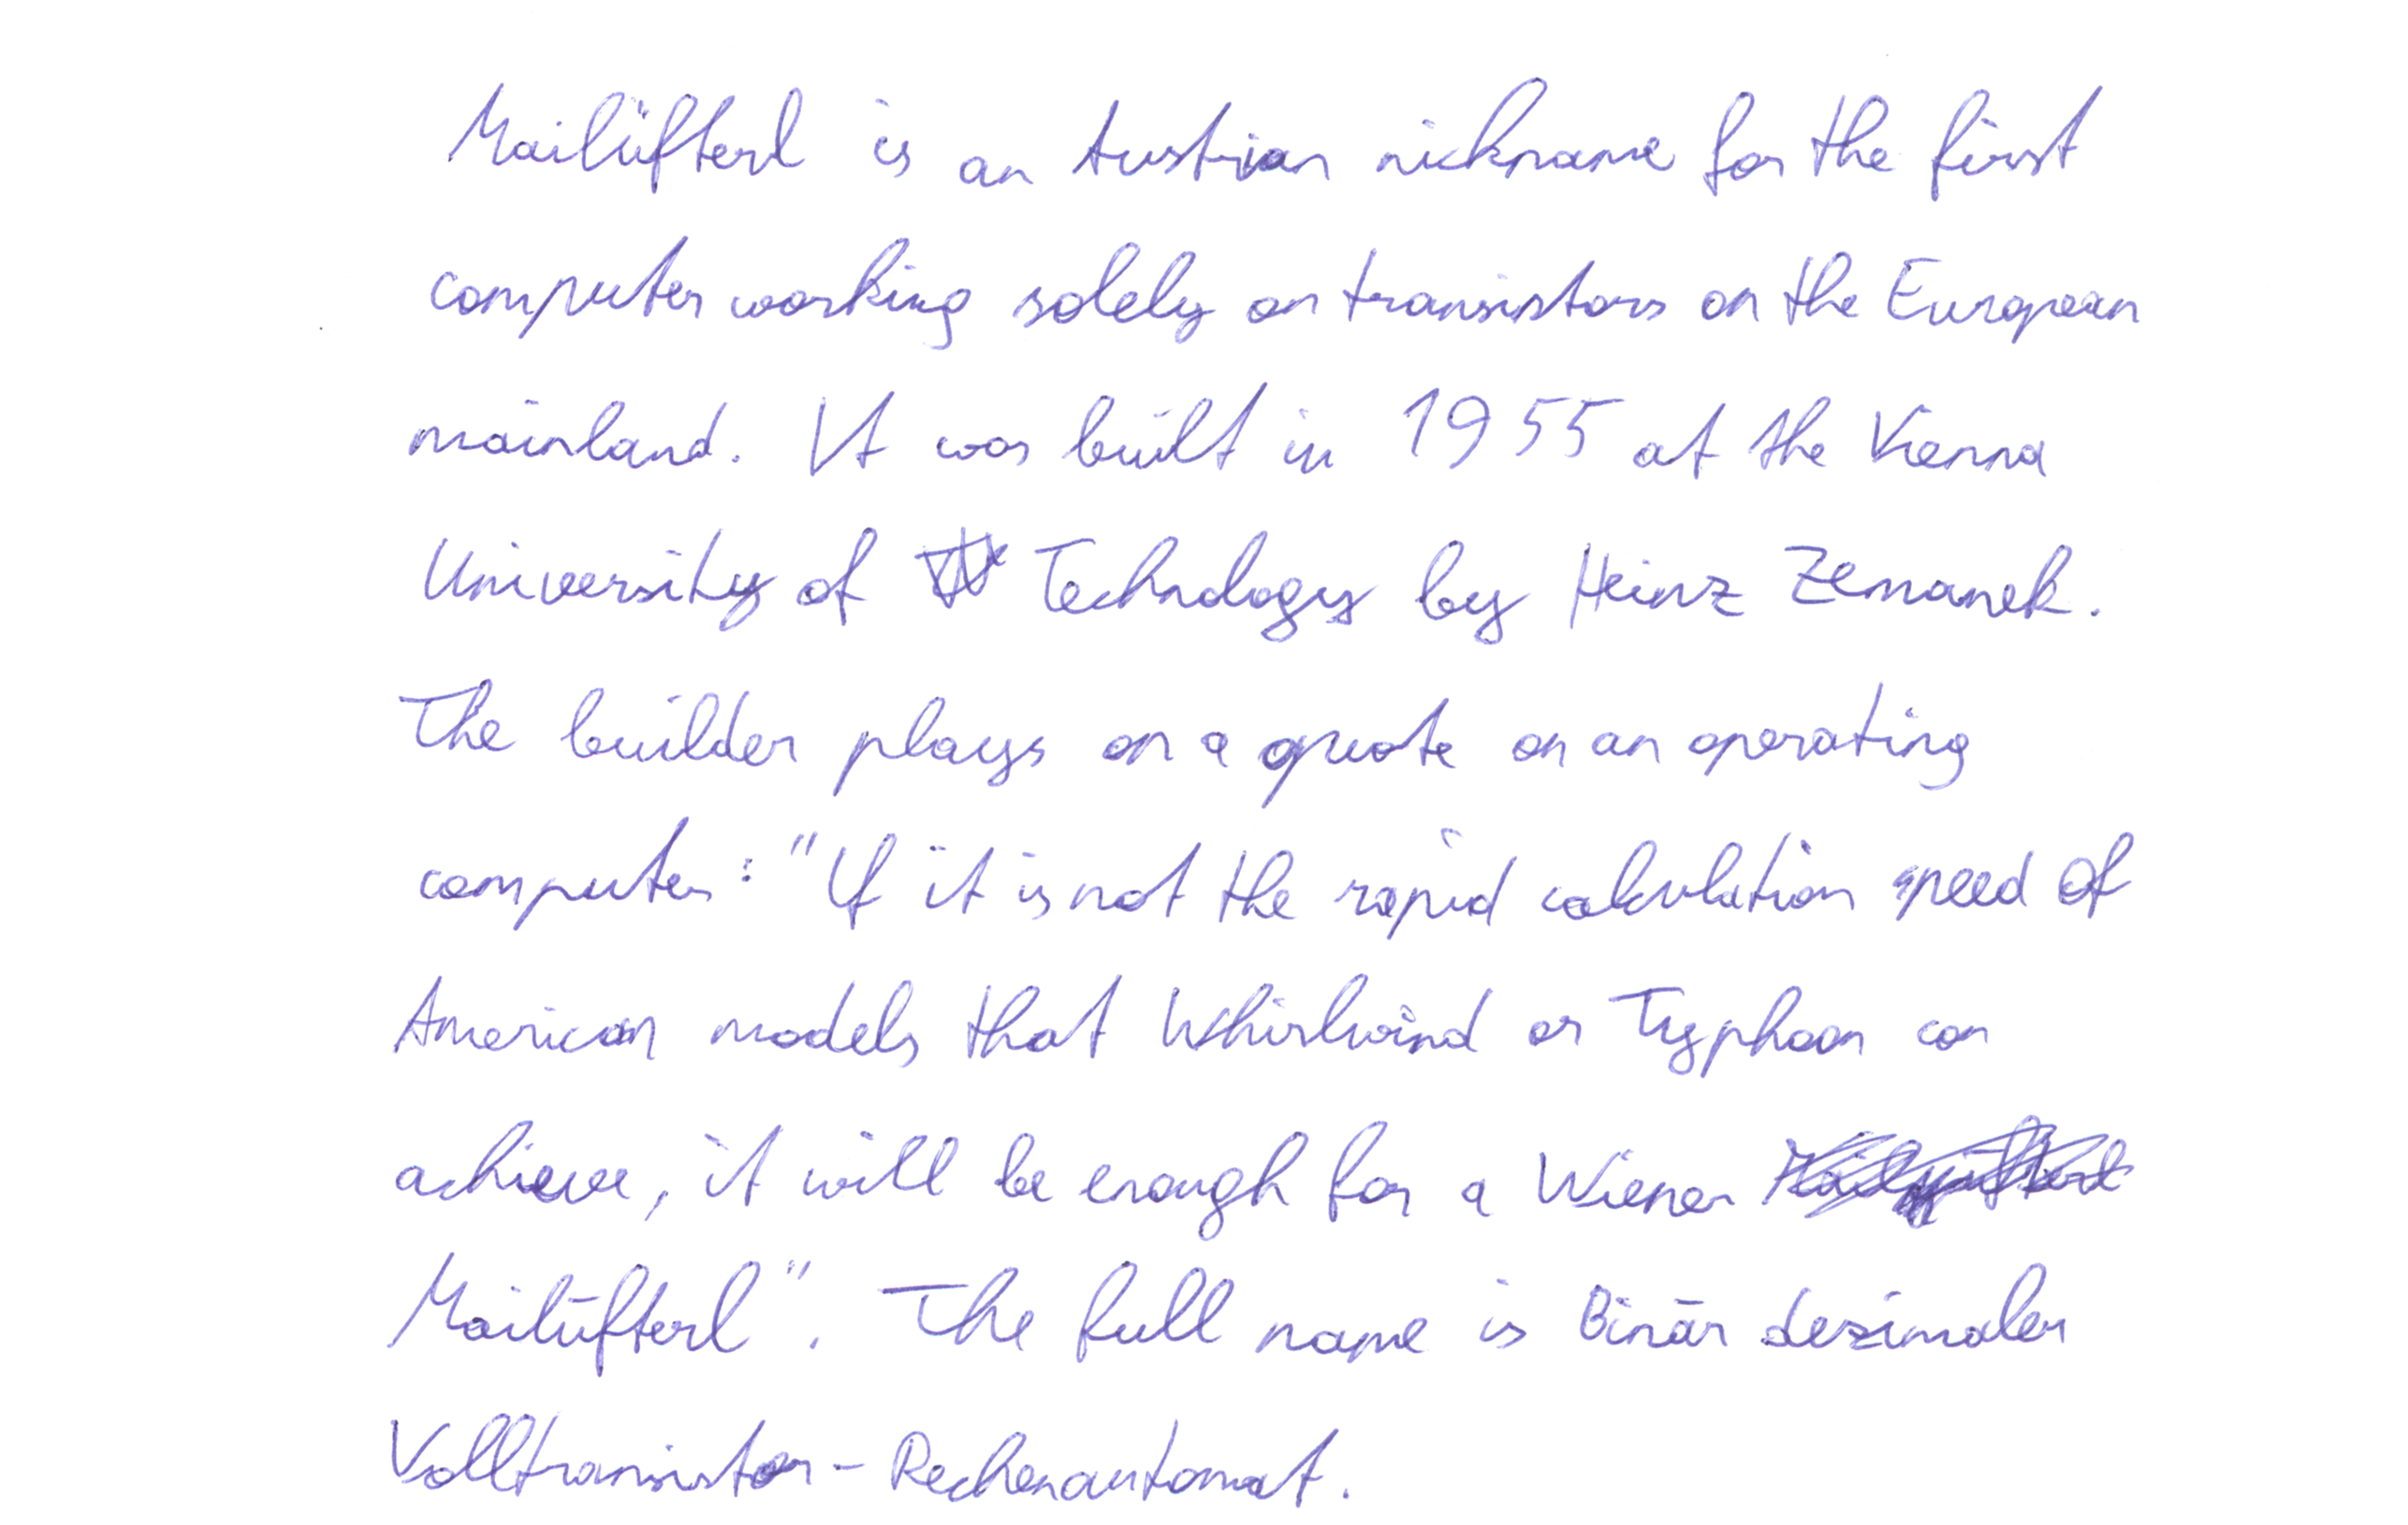 Mailüfterl is an Austrian nickname for the first
computer working solely on transistors on the European
mainland. It was built in 1955 at the Vienna
University of Technology by Heinz Zemanek.
The builder plays on a quote on an operating
computer: "If it is not the rapid calculation speed of
American models that Whirlwind or Typhoon can
achieve, it will be enough for a Wiener
Mailüfterl". The full name is Binär dezimaler
Volltransistor-Rechenautomat.